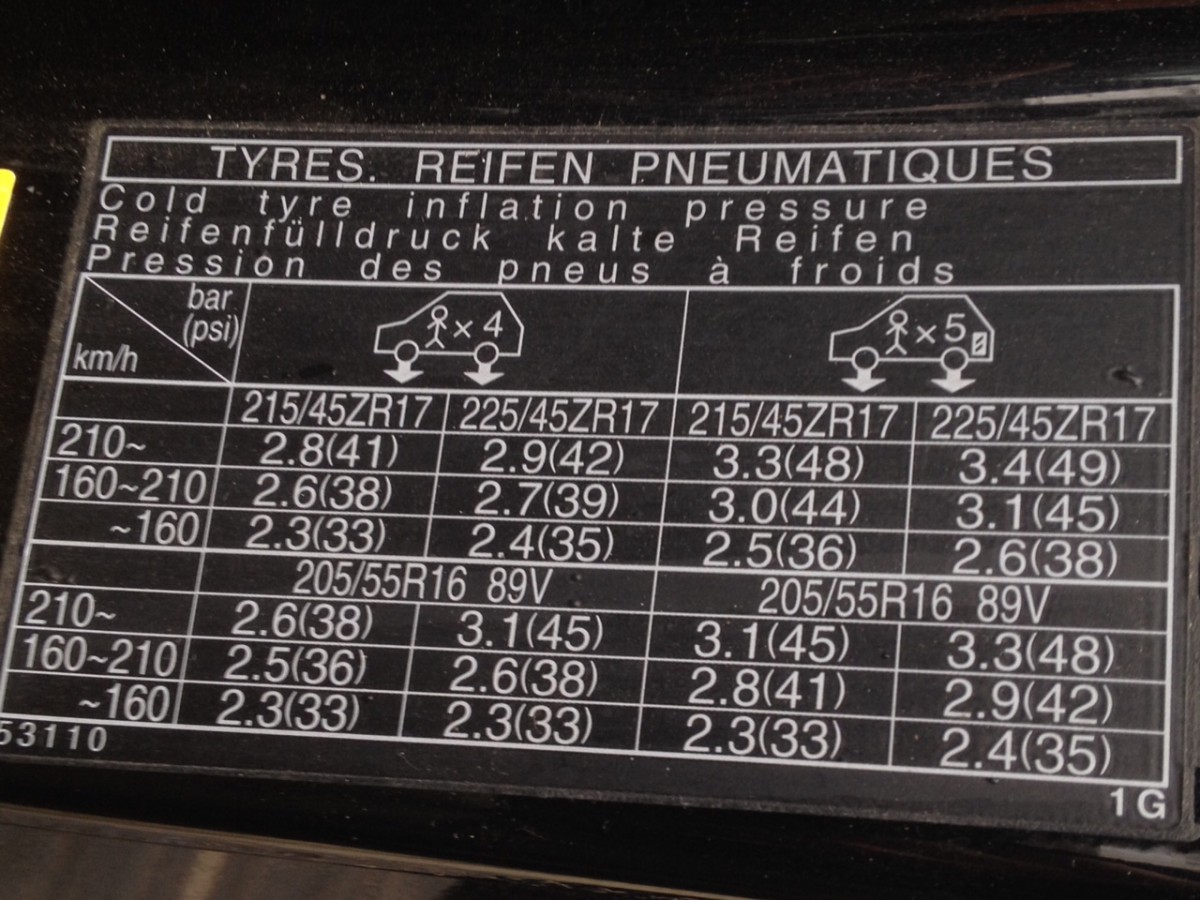 TYRES. REIFEN PNEUMATIQUES
Cold tyre inflation pressure
Reifenfülldruck kalte Reifen
Pression des pneus à froids
bar
(psi)
km/h
x 4
x 5
215/45ZR17 225/45ZR17 215/45ZR17 225/45ZR17
210~ 2.8(41) 2.9(42) 3.3(48) 3.4(49)
160~210 2.6(38) 2.7(39) 3.0(44) 3.1(45)
~160 2.3(33) 2.4(35) 2.5(36) 2.6(38)
205/55R16 89V 205/55R16 89V
210~ 2.6(38) 3.1(45) 3.1(45) 3.3(48)
160~210 2.5(36) 2.6(38) 2.8(41) 2.9(42)
~160 2.3(33) 2.3(33) 2.3(33) 2.4(35)
53110
1G